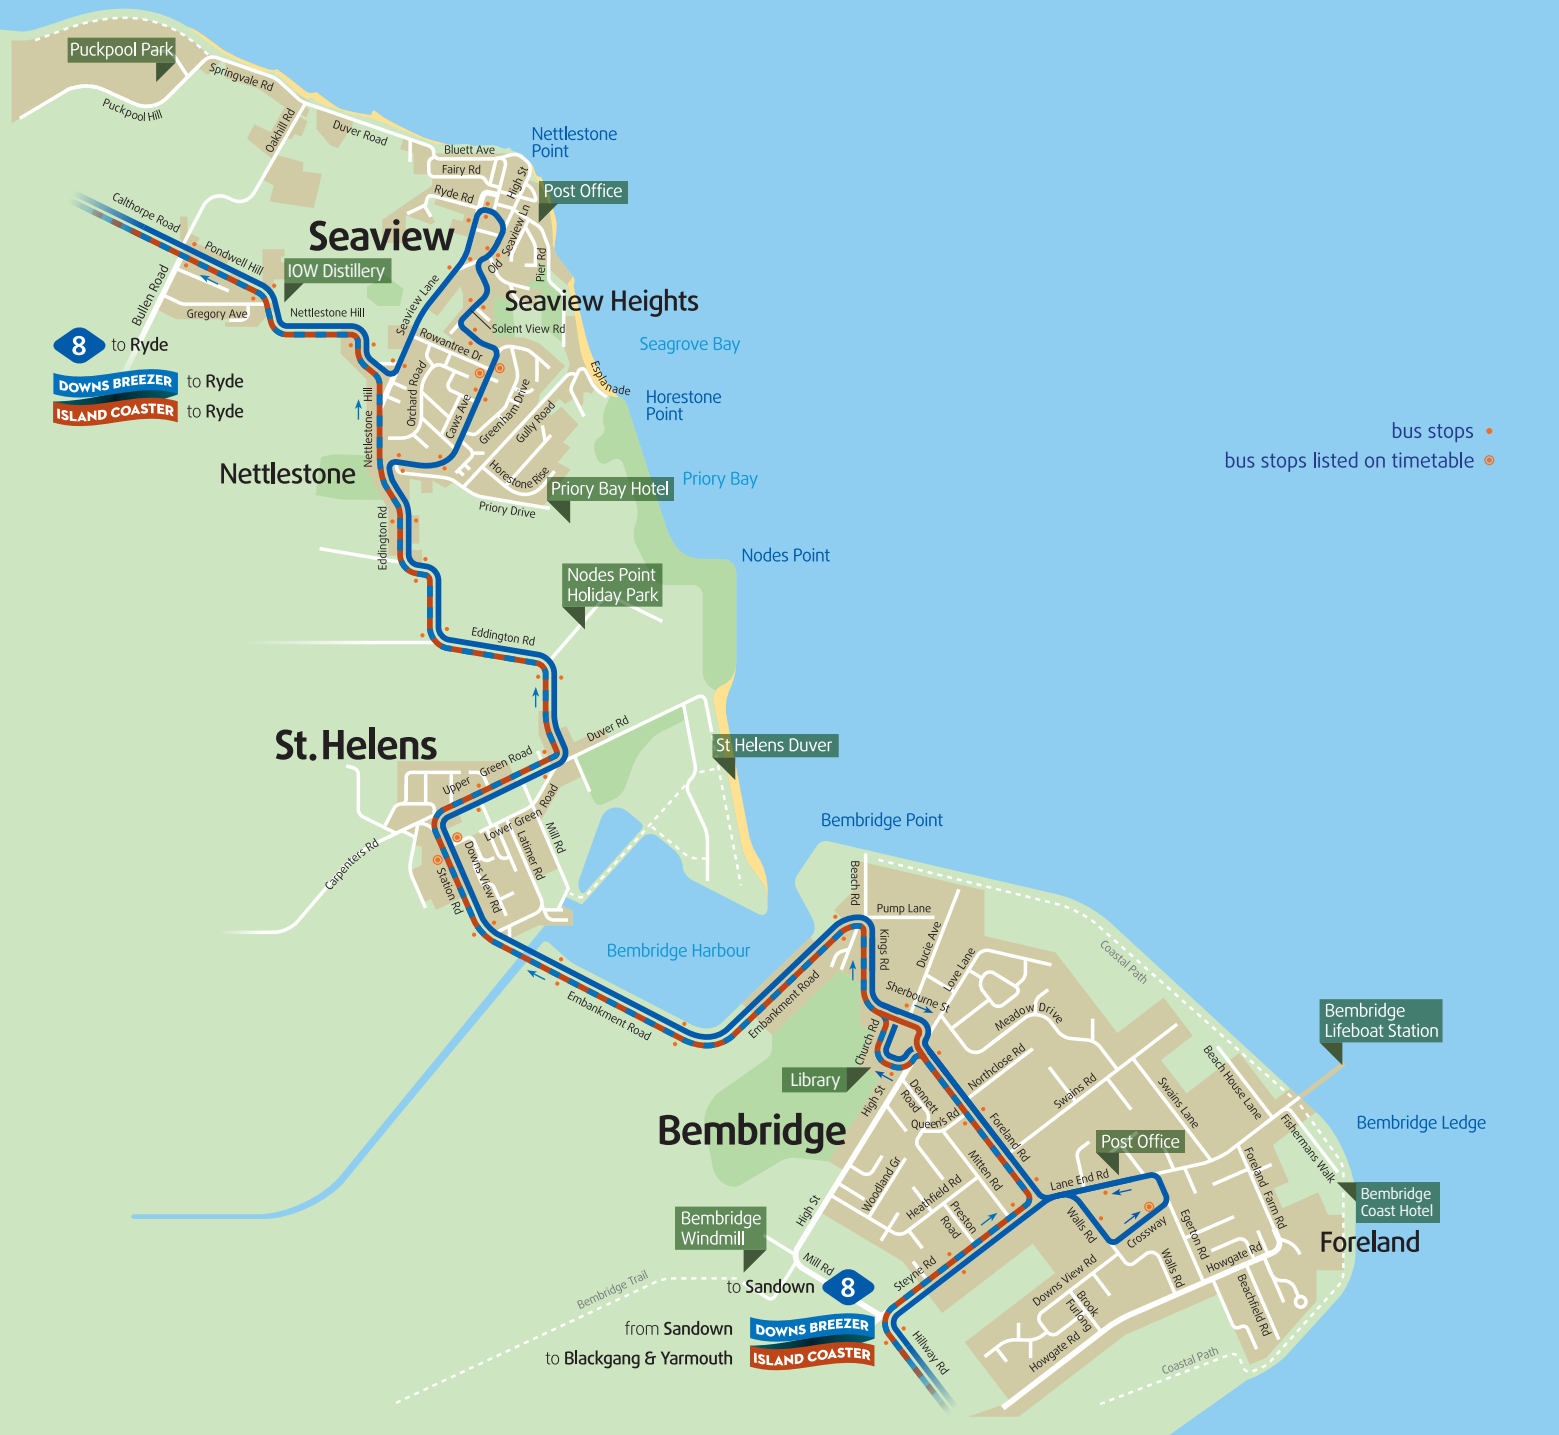 Puckpool Park
Springvale Rd
Puckpool Hill
Oakhill Rd
Duver Road
Nettlestone
Point
Bluett Ave
Fairy Rd
High St
Ryde Rd
Post Office
Calthorpe Road
Seaview
Old Seaview Ln
Pondwell Hill
Pier Rd
IOW Distillery
Bullen Road
Seaview Lane
Seaview Heights
Gregory Ave
Nettlestone Hill
Solent View Rd
8 to Ryde
Rowantree Dr
Seagrove Bay
DOWNS BREEZER to Ryde
ISLAND COASTER to Ryde
Orchard Road
Esplanade
Horestone
Point
Nettlestone Hill
Caws Ave
Greenham Drive
Gully Road
bus stops
bus stops listed on timetable
Nettlestone
Horestone Rise
Priory Bay Hotel
Priory Bay
Priory Drive
Eddington Rd
Nodes Point
Nodes Point
Holiday Park
Eddington Rd
St. Helens
Duver Rd
St Helens Duver
Upper Green Road
Lower Green Road
Mill Rd
Latimer Rd
Downs View Rd
Station Rd
Carpenters Rd
Bembridge Point
Beach Rd
Pump Lane
Bembridge Harbour
Kings Rd
Ducie Ave
Love Lane
Coastal Path
Embankment Road
Embankment Road
Sherbourne St
Meadow Drive
Church Rd
Bembridge
Lifeboat Station
Library
Northclose Rd
Beach House Lane
High St
Dennett
Road
Queen's Rd
Swains Rd
Swains Lane
Foreland Rd
Fishermans Walk
Bembridge Ledge
Bembridge
Post Office
Mitten Rd
Lane End Rd
Woodland Gr
Heathfield Rd
Foreland Farm Rd
Bembridge
Coast Hotel
High St
Preston
Road
Walls Rd
Crossway
Egerton Rd
Foreland
Bembridge
Windmill
Mill Rd
Steyne Rd
Walls Rd
Howgate Rd
Downs View Rd
Bembridge Trail
to Sandown 8
Brook
Furlong
Beachfield Rd
from Sandown DOWNS BREEZER
to Blackgang & Yarmouth ISLAND COASTER
Hillway Rd
Howgate Rd
Coastal Path